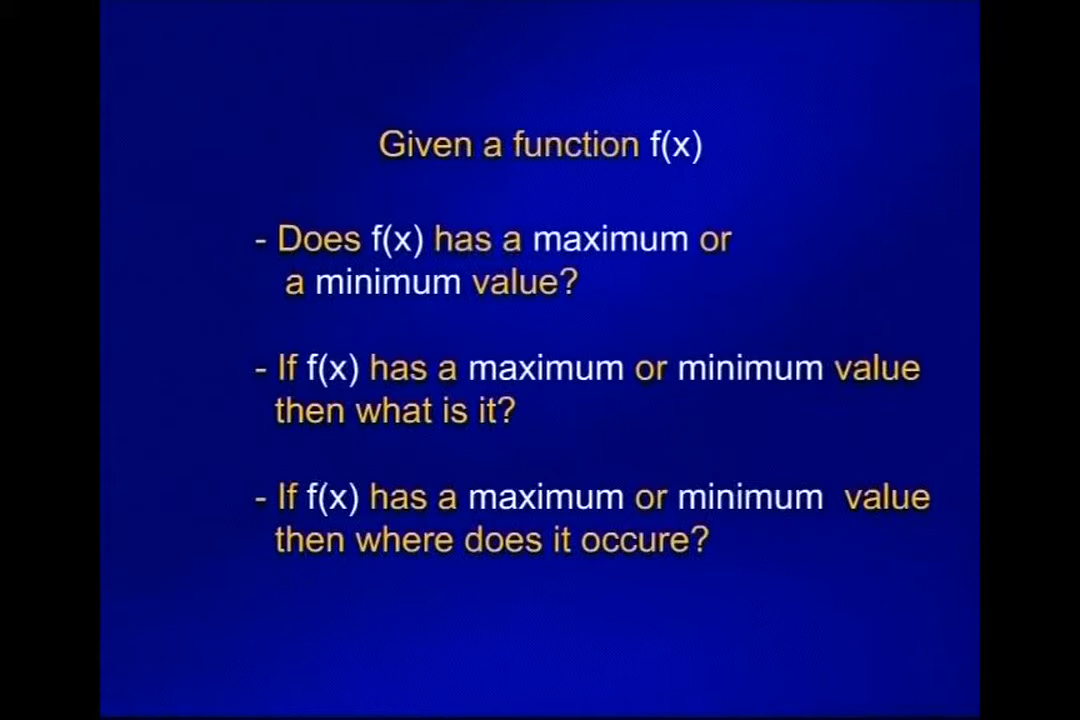 Given a function f(x)
- Does f(x) has a maximum or
a minimum value?
- If f(x) has a maximum or minimum value
then what is it?
- If f(x) has a maximum or minimum value
then where does it occure?